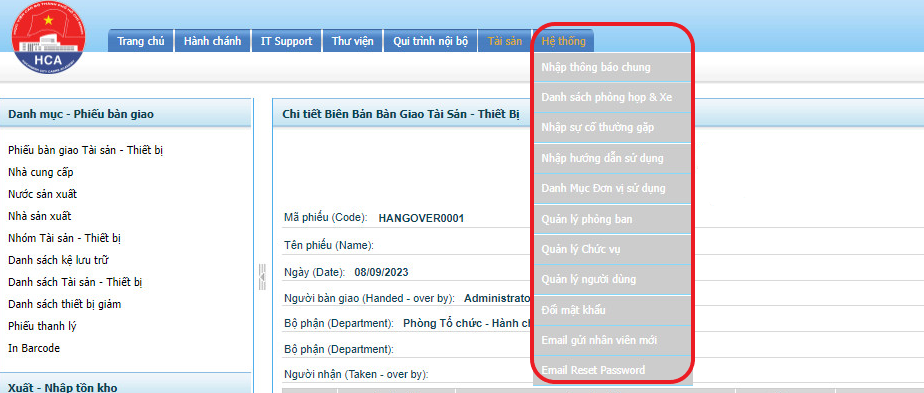 HCA
Trang chủ
Hành chánh
IT Support
Thư viện
Qui trình nội bộ
Tài sản
Hệ thống
Nhập thông báo chung
Danh sách phòng họp & Xe
Nhập sự cố thường gặp
Nhập hướng dẫn sử dụng
Danh Mục Đơn vị sử dụng
Quản lý phòng ban
Quản lý Chức vụ
Quản lý người dùng
Đổi mật khẩu
Email gửi nhân viên mới
Email Reset Password
Danh mục - Phiếu bàn giao
Phiếu bàn giao Tài sản - Thiết bị
Nhà cung cấp
Nước sản xuất
Nhà sản xuất
Nhóm Tài sản - Thiết bị
Danh sách kệ lưu trữ
Danh sách Tài sản - Thiết bị
Danh sách thiết bị giảm
Phiếu thanh lý
In Barcode
Xuất - Nhập tồn kho
Chi tiết Biên Bản Bàn Giao Tài Sản - Thiết Bị
Mã phiếu (Code): HANGOVER0001
Tên phiếu (Name):
Ngày (Date): 08/09/2023
Người bàn giao (Handed - over by): Administrato
Bộ phận (Department): Phòng Tổ chức - Hành ch
Bộ phận (Department):
Người nhận (Taken - over by):